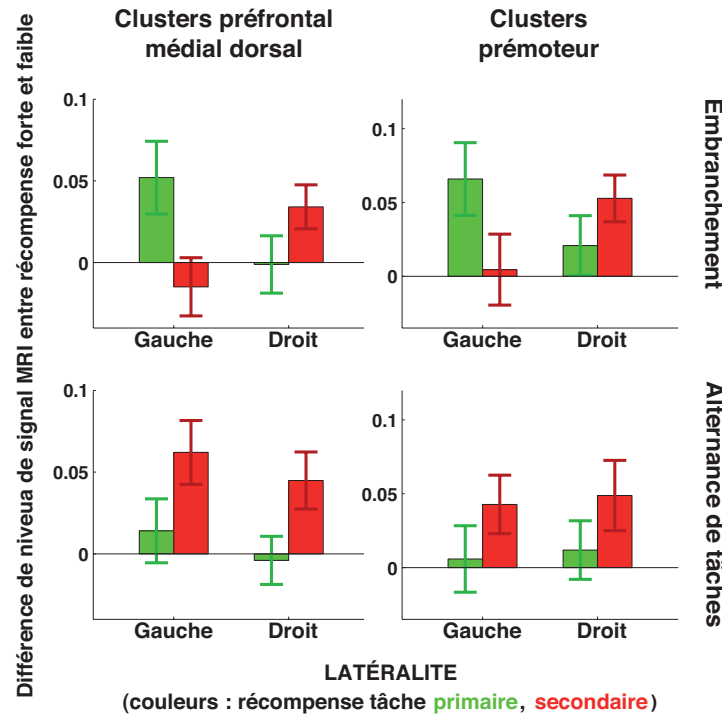 Clusters préfrontal
médial dorsal
Clusters
prémoteur
Différence de niveua de signal MRI entre récompense forte et faible
0.1
0.05
0
Gauche Droit
0.1
0.05
0
Gauche Droit
Embranchement
0.1
0.05
0
Gauche Droit
0.1
0.05
0
Gauche Droit
Alternance de tâches
LATÉRALITE
(couleurs : récompense tâche primaire, secondaire)